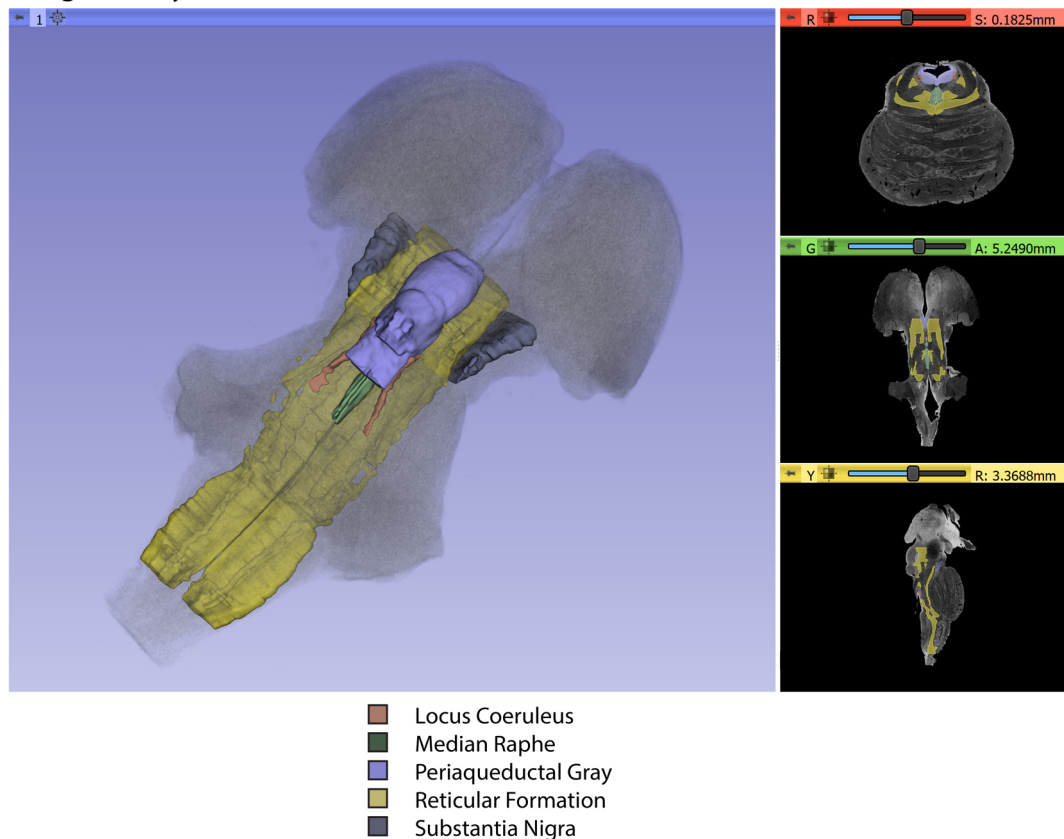 1
R S: 0.1825mm
G A: 5.2490mm
Y R: 3.3688mm
Locus Coeruleus
Median Raphe
Periaqueductal Gray
Reticular Formation
Substantia Nigra